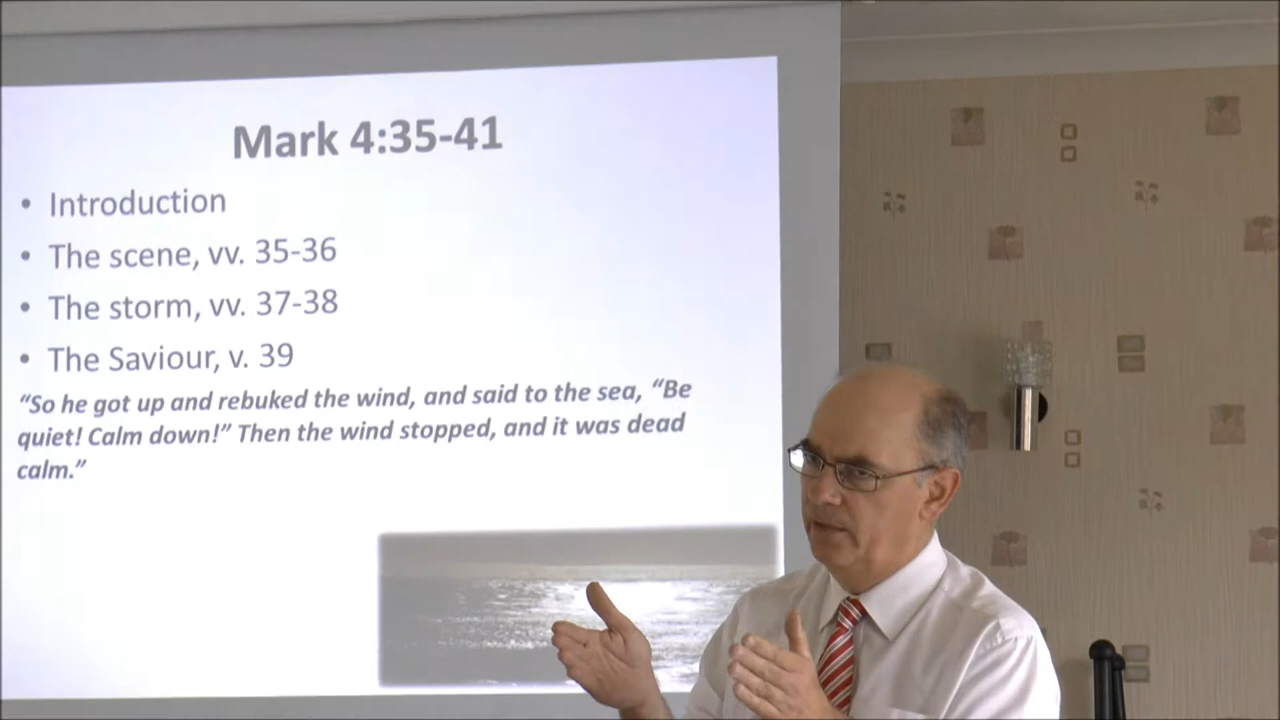 Mark 4:35-41
• Introduction
• The scene, vv. 35-36
• The storm, vv. 37-38
• The Saviour, v. 39
“So he got up and rebuked the wind, and said to the sea, “Be
quiet! Calm down!” Then the wind stopped, and it was dead
calm.”